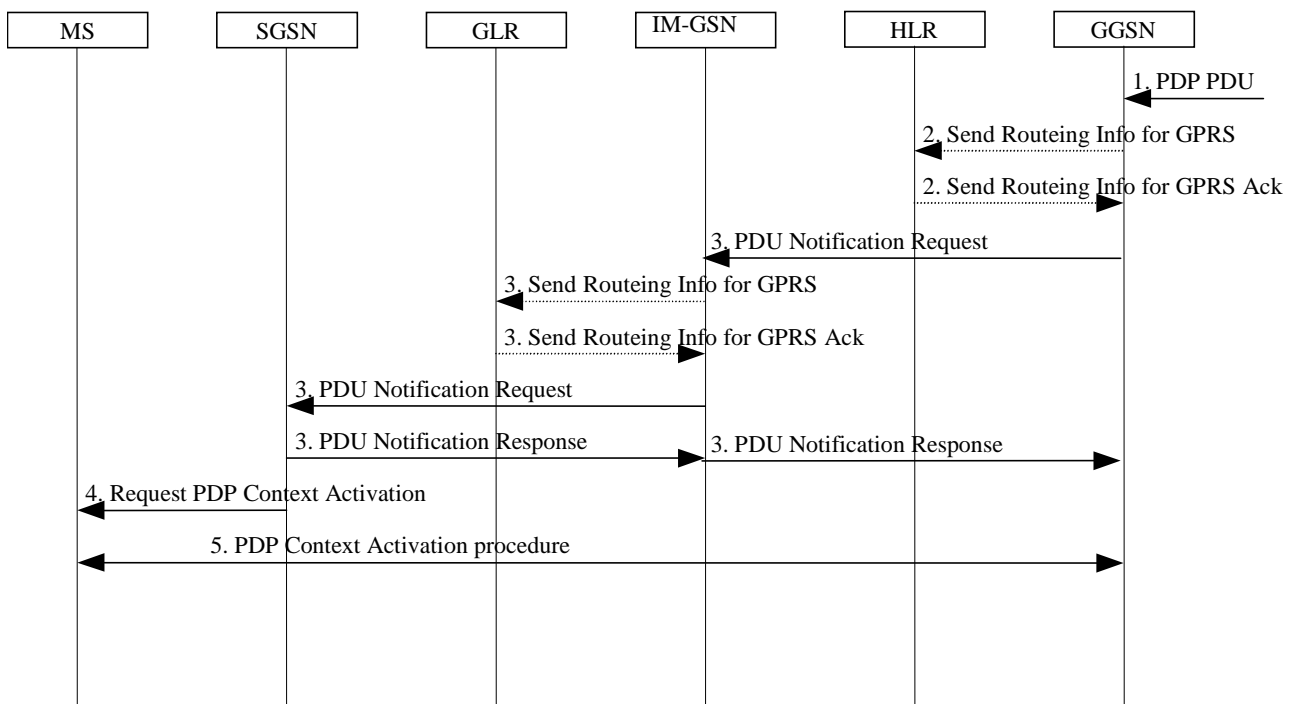 MS
SGSN
GLR
IM-GSN
HLR
GGSN
1. PDP PDU
2. Send Routeing Info for GPRS
2. Send Routeing Info for GPRS Ack
3. PDU Notification Request
3. Send Routeing Info for GPRS
3. Send Routeing Info for GPRS Ack
3. PDU Notification Request
3. PDU Notification Response
3. PDU Notification Response
4. Request PDP Context Activation
5. PDP Context Activation procedure